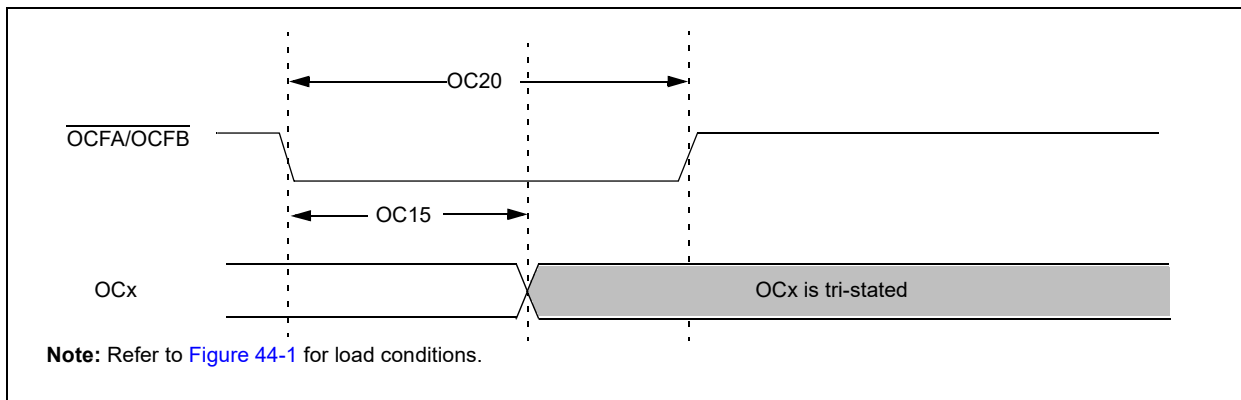 OC20
OCFA/OCFB
OC15
OCx
OCx is tri-stated
Note: Refer to Figure 44-1 for load conditions.